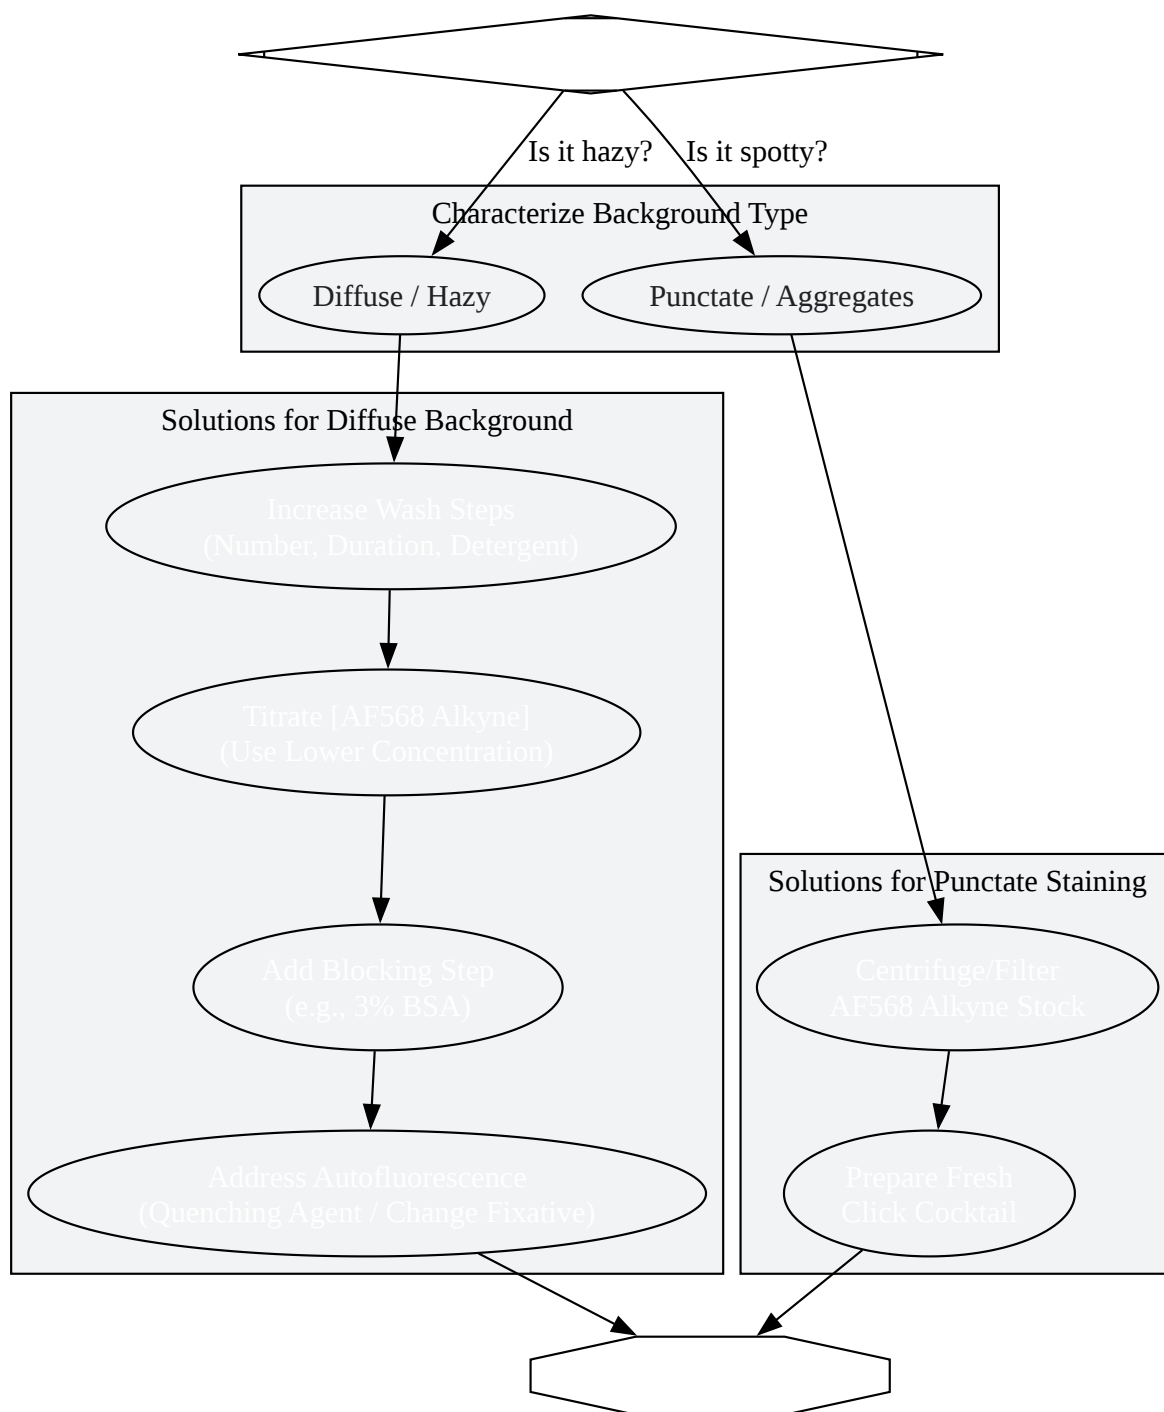 Is it hazy?
Is it spotty?
Characterize Background Type
Diffuse / Hazy
Punctate / Aggregates
Solutions for Diffuse Background
Increase Wash Steps
(Number, Duration, Detergent)
Titrate [AF568 Alkyne]
(Use Lower Concentration)
Solutions for Punctate Staining
Add Blocking Step
(e.g., 3% BSA)
Centrifuge/Filter
AF568 Alkyne Stock
Address Autofluorescence
(Quenching Agent / Change Fixative)
Prepare Fresh
Click Cocktail